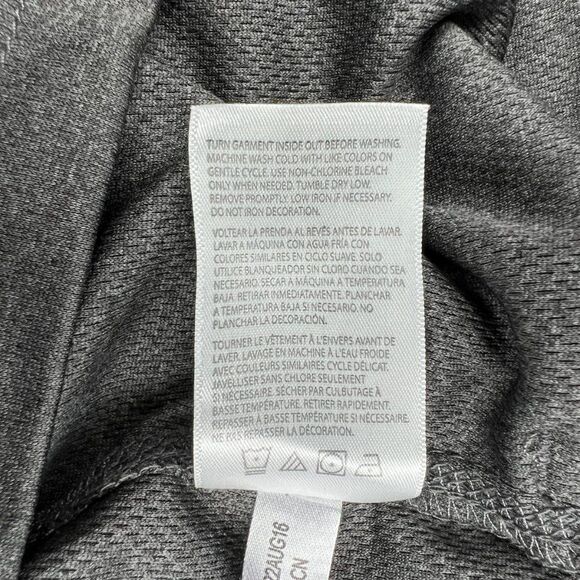 TURN GARMENT INSIDE OUT BEFORE WASHING.
MACHINE WASH COLD WITH LIKE COLORS ON
GENTLE CYCLE. USE NON-CHLORINE BLEACH
ONLY WHEN NEEDED. TUMBLE DRY LOW.
REMOVE PROMPTLY. LOW IRON IF NECESSARY.
DO NOT IRON DECORATION.
VOLTEAR LA PRENDA AL REVÉS ANTES DE LAVAR.
LAVAR A MÁQUINA CON AGUA FRÍA CON
COLORES SIMILARES EN CICLO SUAVE. SOLO
UTILICE BLANQUEADOR SIN CLORO CUANDO SEA
NECESARIO. SECAR A MÁQUINA A TEMPERATURA
BAJA. RETIRAR INMEDIATAMENTE. PLANCHAR
A TEMPERATURA BAJA SI NECESARIO. NO
PLANCHAR LA DECORACIÓN.
TOURNER LE VÊTEMENT À L'ENVERS AVANT DE
LAVER. LAVAGE EN MACHINE À L'EAU FROIDE
AVEC COULEURS SIMILAIRES CYCLE DÉLICAT.
JAVELLISER SANS CHLORE SEULEMENT
SI NÉCESSAIRE. SÉCHER PAR CULBUTAGE À
BASSE TEMPÉRATURE. RETIRER RAPIDEMENT.
REPASSER À BASSE TEMPÉRATURE SI NÉCESSAIRE.
NE PAS REPASSER LA DÉCORATION.
22AUG16
CN